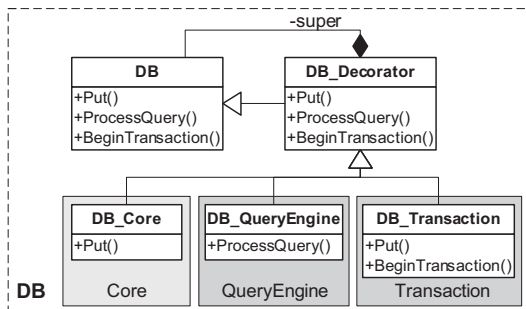 -super
DB
+Put()
+ProcessQuery()
+BeginTransaction()
DB_Decorator
+Put()
+ProcessQuery()
+BeginTransaction()
DB_Core
+Put()
DB_QueryEngine
+ProcessQuery()
DB_Transaction
+Put()
+BeginTransaction()
DB
Core
QueryEngine
Transaction